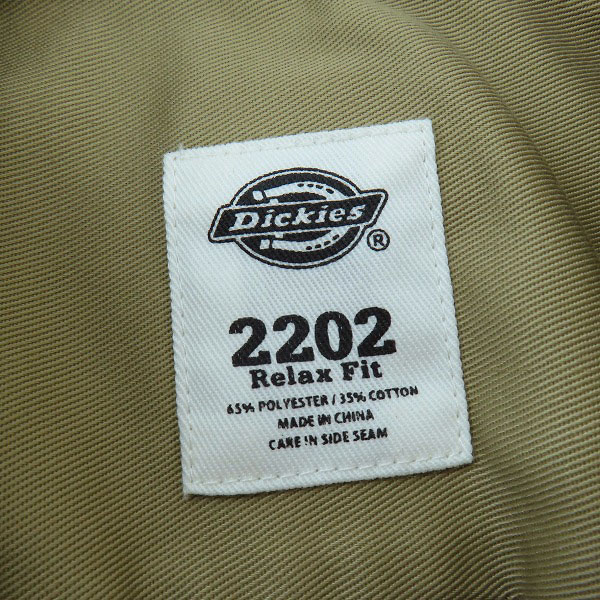 Dickies
®
2202
Relax Fit
65% POLYESTER / 35% COTTON
MADE IN CHINA
CARE IN SIDE SEAM